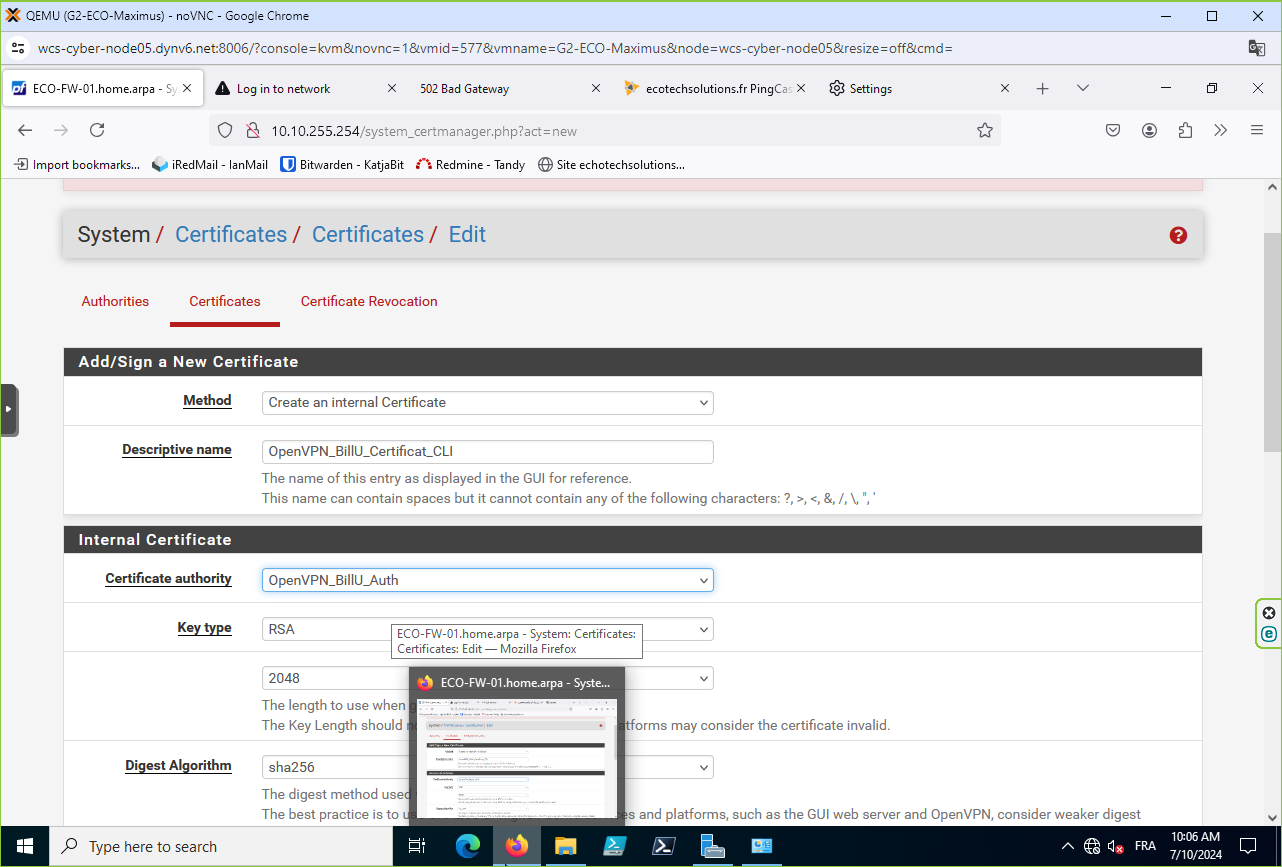 QEMU (G2-ECO-Maximus) - noVNC - Google Chrome
wcs-cyber-node05.dynv6.net:8006/?console=kvm&novnc=1&vmid=577&vmname=G2-ECO-Maximus&node=wcs-cyber-node05&resize=off&cmd=
ECO-FW-01.home.arpa - Sy
Log in to network
502 Bad Gateway
ecotechsolutions.fr PingCas
Settings
10.10.255.254/system_certmanager.php?act=new
Import bookmarks...
iRedMail - IanMail
Bitwarden - KatjaBit
Redmine - Tandy
Site echotechsolutions...
System / Certificates / Certificates / Edit
Authorities
Certificates
Certificate Revocation
Add/Sign a New Certificate
Method
Create an internal Certificate
Descriptive name
OpenVPN_BillU_Certificat_CLI
The name of this entry as displayed in the GUI for reference.
This name can contain spaces but it cannot contain any of the following characters: ?, >, <, &, /, \, ", '
Internal Certificate
Certificate authority
OpenVPN_BillU_Auth
Key type
RSA
ECO-FW-01.home.arpa - System: Certificates:
Certificates: Edit — Mozilla Firefox
2048
ECO-FW-01.home.arpa - Syste...
The length to use when
The Key Length should
platforms may consider the certificate invalid.
Digest Algorithm
sha256
The digest method used
The best practice is to
and platforms, such as the GUI web server and OpenVPN, consider weaker digest
Type here to search
FRA
10:06 AM
7/10/2024